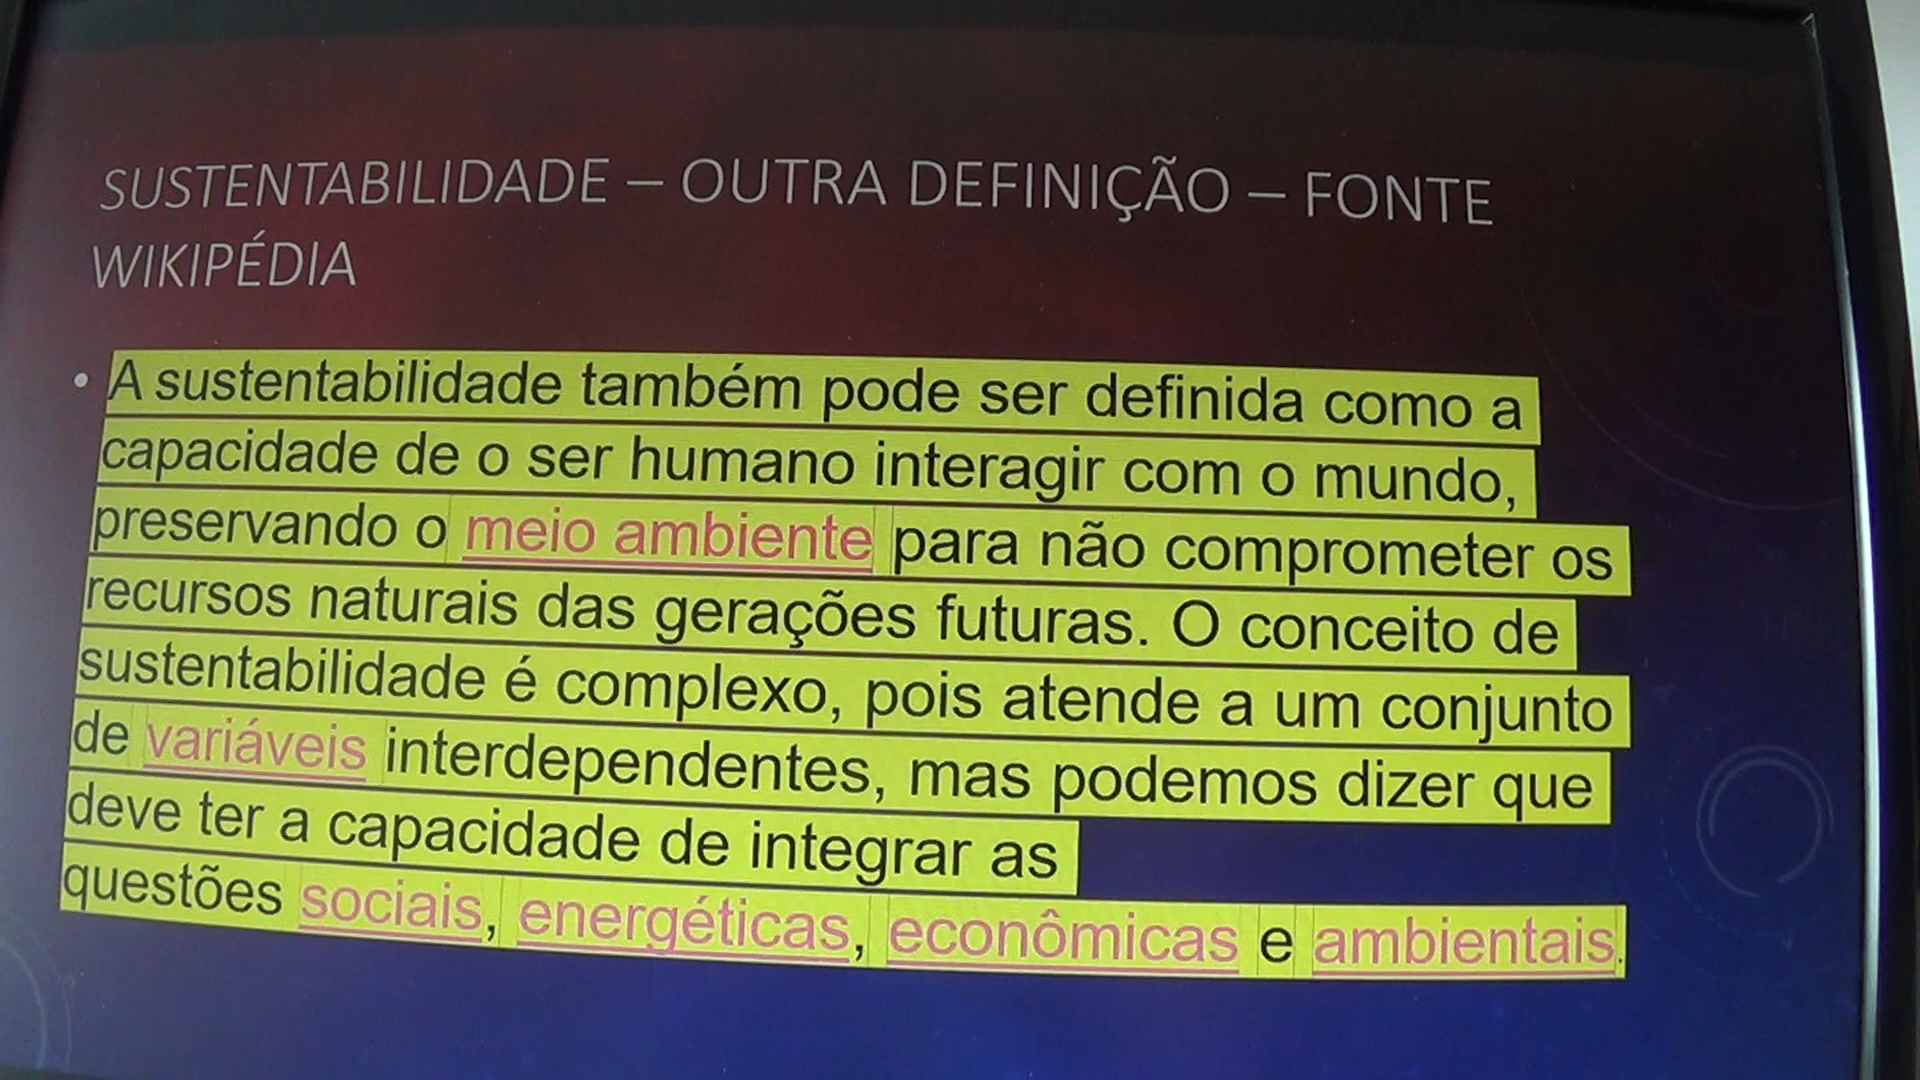 SUSTENTABILIDADE – OUTRA DEFINIÇÃO – FONTE
WIKIPÉDIA
• A sustentabilidade também pode ser definida como a
capacidade de o ser humano interagir com o mundo,
preservando o meio ambiente para não comprometer os
recursos naturais das gerações futuras. O conceito de
sustentabilidade é complexo, pois atende a um conjunto
de variáveis interdependentes, mas podemos dizer que
deve ter a capacidade de integrar as
questões sociais, energéticas, econômicas e ambientais.